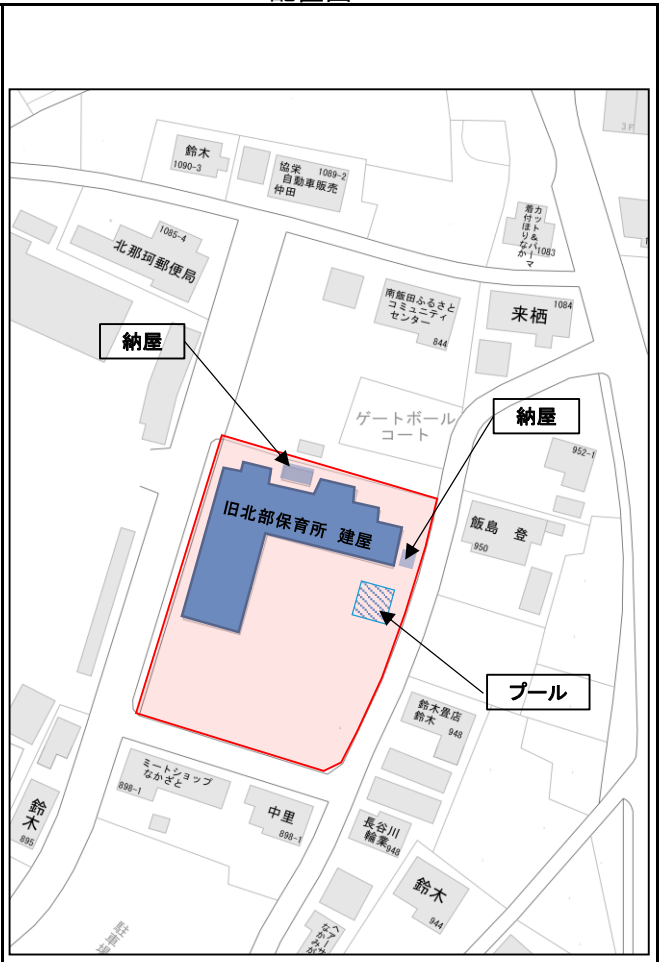 3F
鈴木
1090-3
協栄
自動車販売
仲田
1089-2
カット&パーマ
着付ほりなか
1083
1085-4
北那珂郵便局
南飯田ふるさと
コミュニティ
センター
844
来栖
1084
納屋
ゲートボール
コート
納屋
952-1
旧北部保育所 建屋
飯島 登
950
プール
鈴木畳店
鈴木
948
ミートショップ
なかざと
898-1
中里
898-1
鈴木
895
長谷川
輪業
948
鈴木
944
駐車場